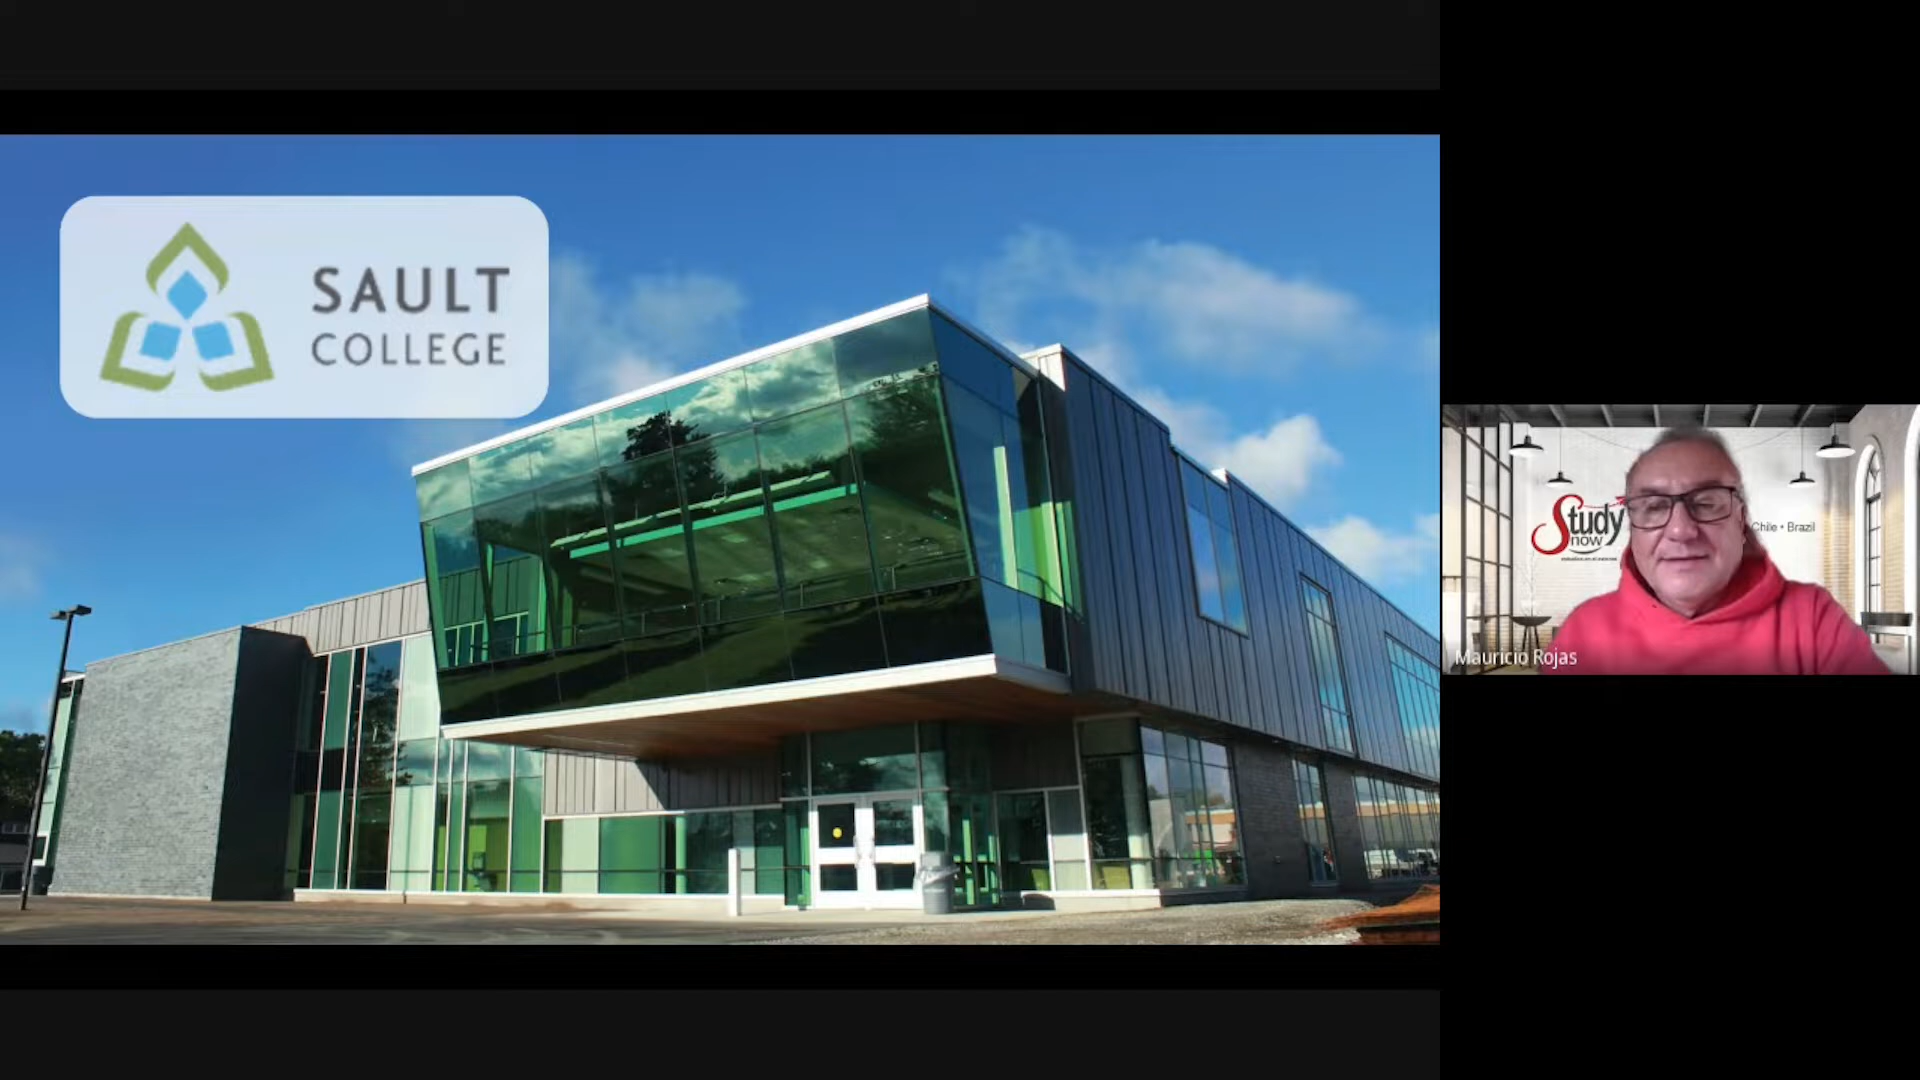 SAULT
COLLEGE
Study
now
Chile • Brazil
Mauricio Rojas